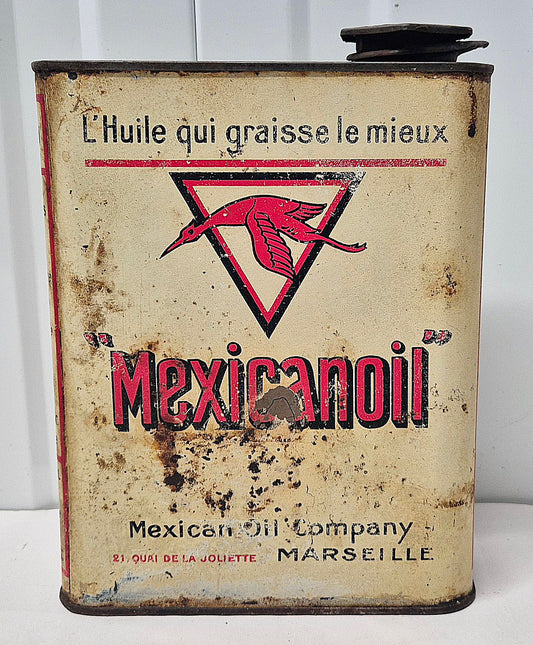 L'Huile qui graisse le mieux
"Mexicanoil"
Mexican Oil Company
21, QUAI DE LA JOLIETTE MARSEILLE